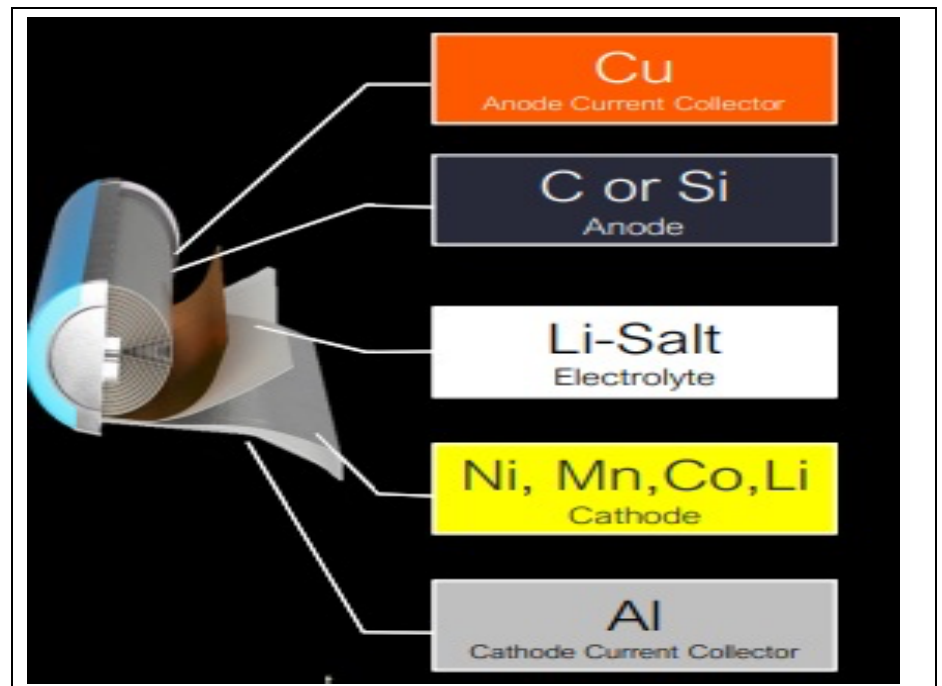 Cu
Anode Current Collector
C or Si
Anode
Li-Salt
Electrolyte
Ni, Mn,Co,Li
Cathode
Al
Cathode Current Collector